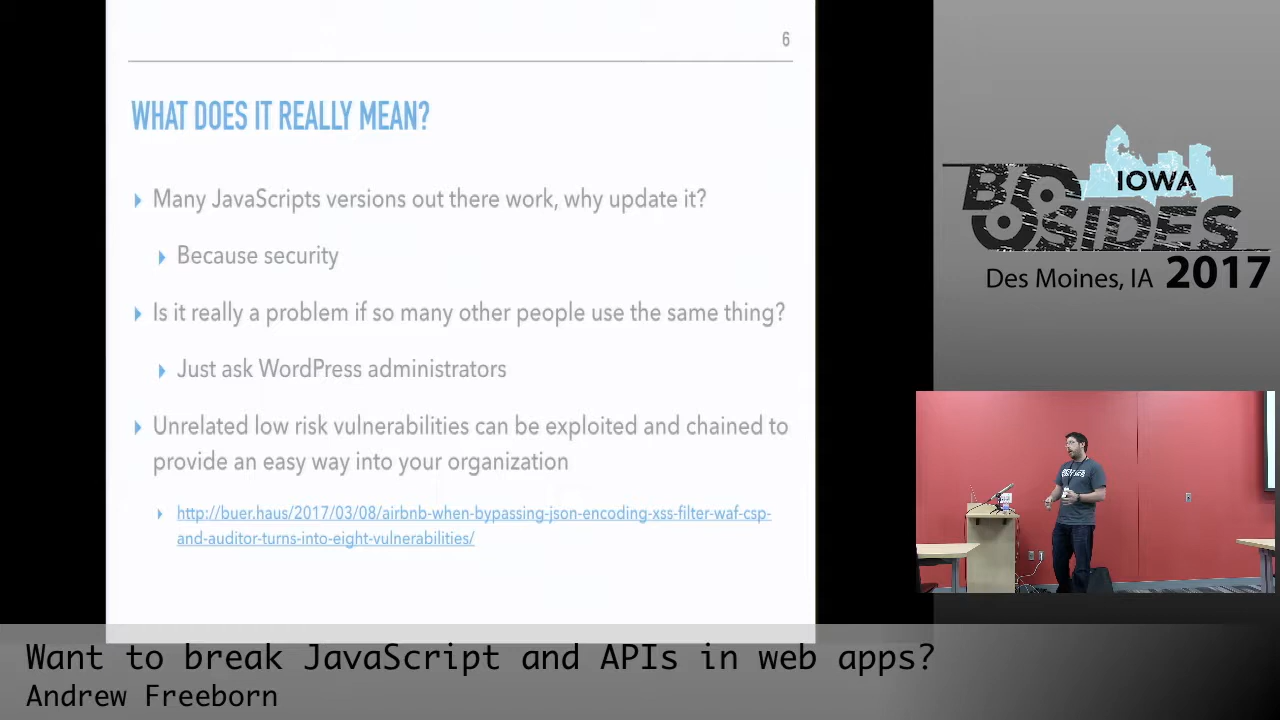 6
WHAT DOES IT REALLY MEAN?
Many JavaScripts versions out there work, why update it?
Because security
Is it really a problem if so many other people use the same thing?
Just ask WordPress administrators
Unrelated low risk vulnerabilities can be exploited and chained to
provide an easy way into your organization
http://buer.haus/2017/03/08/airbnb-when-bypassing-json-encoding-xss-filter-waf-csp-
and-auditor-turns-into-eight-vulnerabilities/
IOWA
BSIDES
Des Moines, IA 2017
Want to break JavaScript and APIs in web apps?
Andrew Freeborn